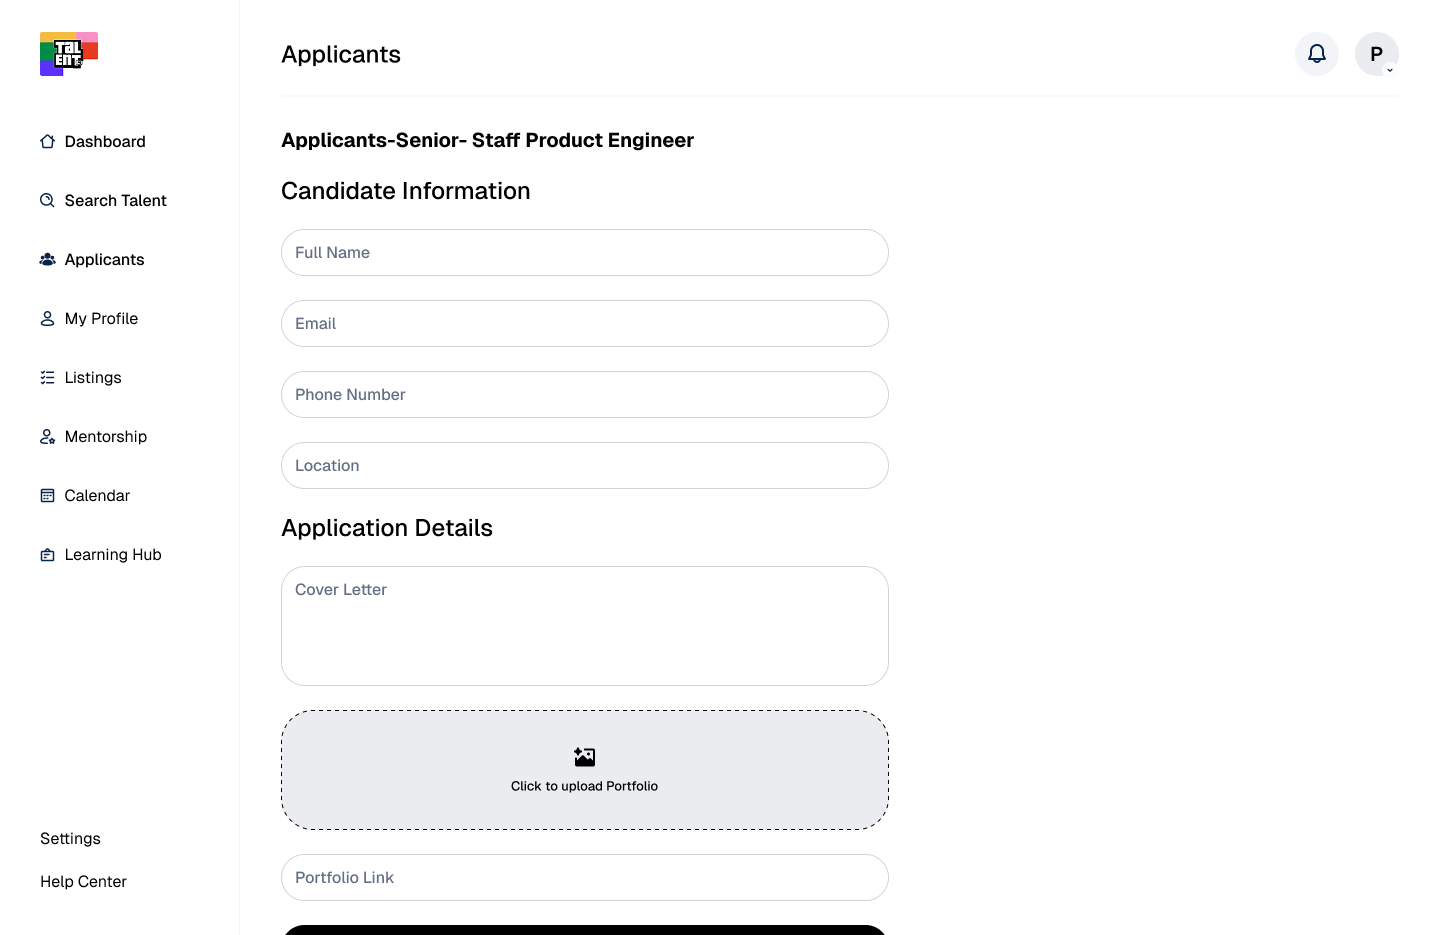 TALENT
Dashboard
Search Talent
Applicants
My Profile
Listings
Mentorship
Calendar
Learning Hub
Settings
Help Center
Applicants
P
Applicants-Senior- Staff Product Engineer
Candidate Information
Full Name
Email
Phone Number
Location
Application Details
Cover Letter
Click to upload Portfolio
Portfolio Link